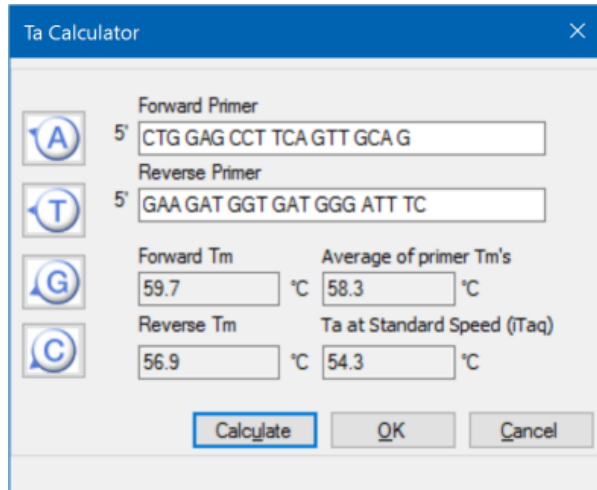 Ta Calculator
Forward Primer
A 5' CTG GAG CCT TCA GTT GCA G
Reverse Primer
T 5' GAA GAT GGT GAT GGG ATT TC
Forward Tm Average of primer Tm's
G 59.7 °C 58.3 °C
Reverse Tm Ta at Standard Speed (iTaq)
C 56.9 °C 54.3 °C
Calculate OK Cancel